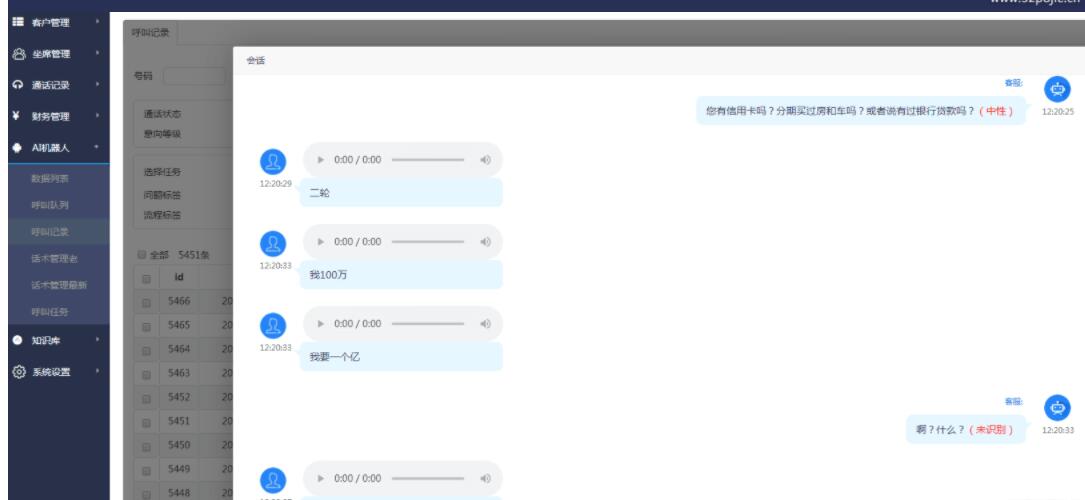 客户管理
坐席管理
通话记录
财务管理
AI机器人
数据列表
呼叫队列
呼叫记录
话术管理老
话术管理最新
呼叫任务
知识库
系统设置
呼叫记录
号码
通话状态
意向等级
选择任务
问题标签
流程标签
全部 5451条
id
5466 20
5465 20
5464 20
5463 20
5452 20
5451 20
5450 20
5449 20
5448 20
会话
客服:
您有信用卡吗？分期买过房和车吗？或者说有过银行贷款吗？（中性）
12:20:25
0:00 / 0:00
12:20:29
二轮
0:00 / 0:00
12:20:33
我100万
0:00 / 0:00
12:20:33
我要一个亿
客服:
啊？什么？（未识别）
12:20:33
0:00 / 0:00